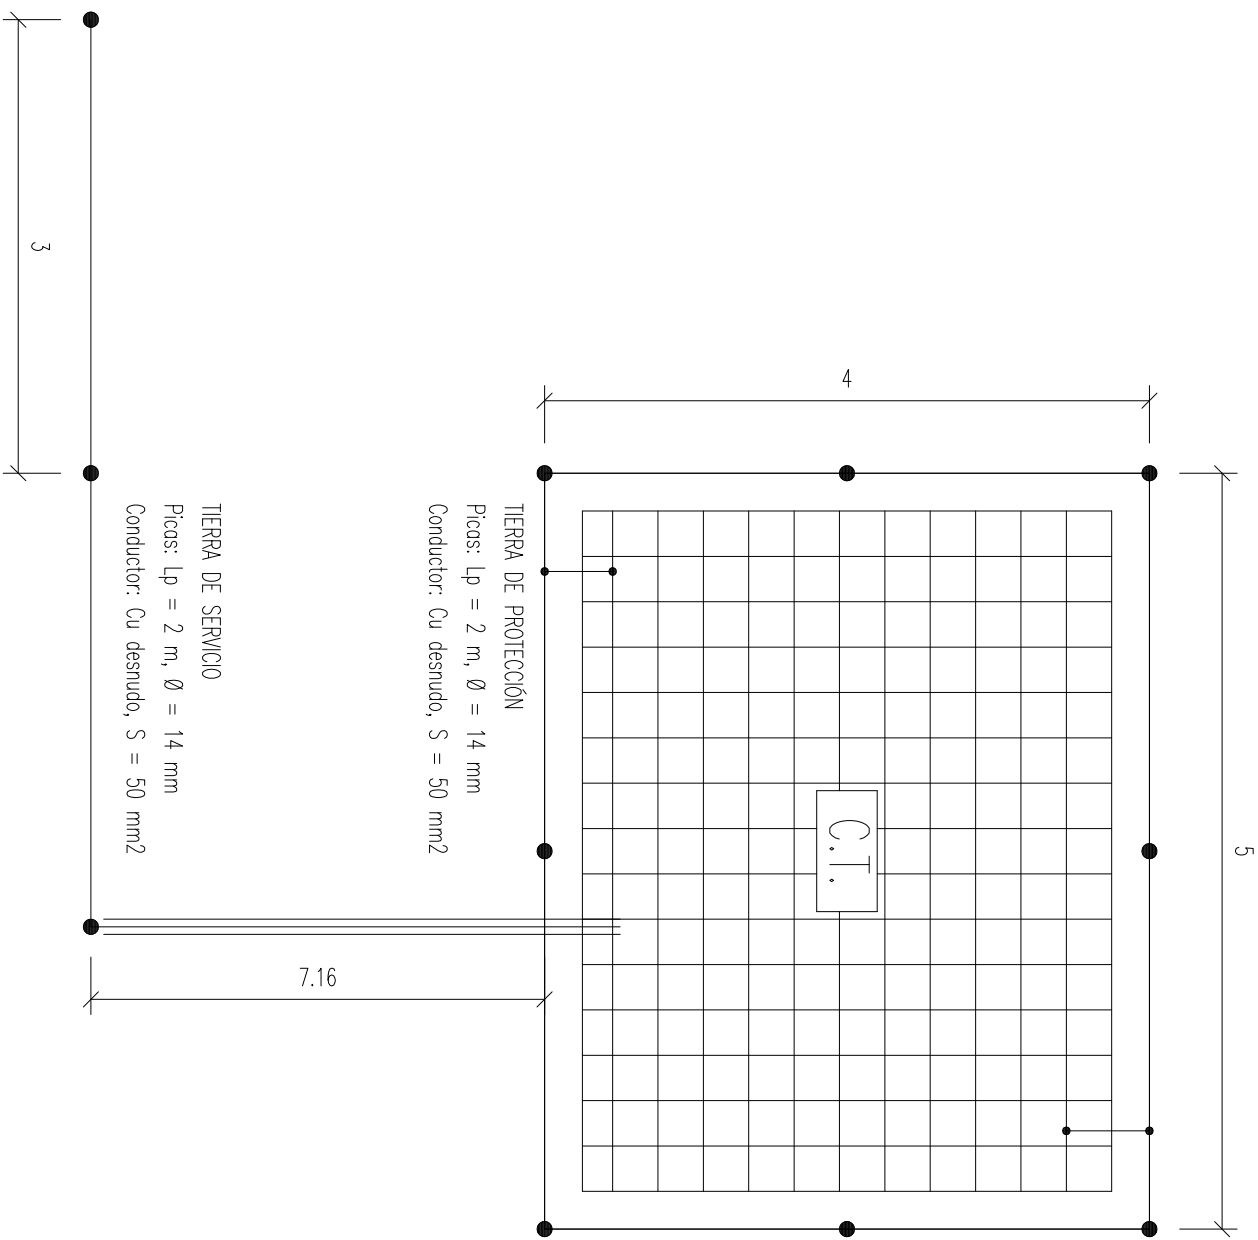 5
4
C.T.
TIERRA DE PROTECCIÓN
Picas: Lp = 2 m, Ø = 14 mm
Conductor: Cu desnudo, S = 50 mm2
TIERRA DE SERVICIO
Picas: Lp = 2 m, Ø = 14 mm
Conductor: Cu desnudo, S = 50 mm2
7.16
3